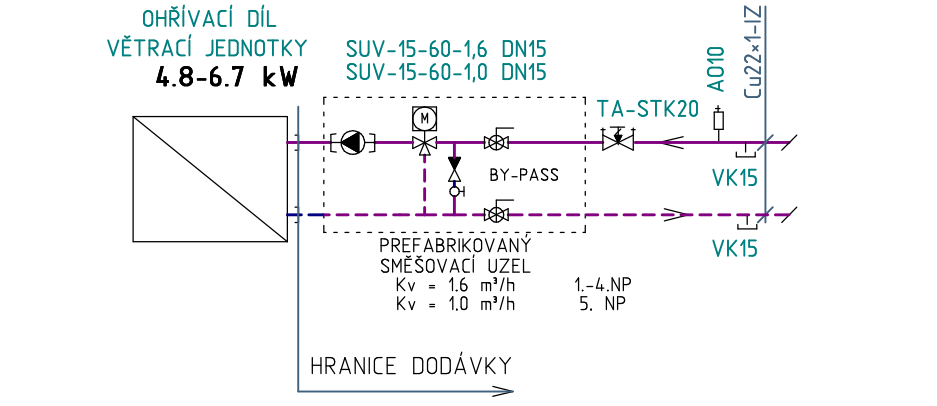 OHŘÍVACÍ DÍL
VĚTRACÍ JEDNOTKY
4.8-6.7 kW
SUV-15-60-1,6 DN15
SUV-15-60-1,0 DN15
M
TA-STK20
AO10
Cu22×1-IZ
BY-PASS
VK15
VK15
PREFABRIKOVANÝ
SMĚŠOVACÍ UZEL
Kv = 1.6 m³/h 1.-4.NP
Kv = 1.0 m³/h 5. NP
HRANICE DODÁVKY